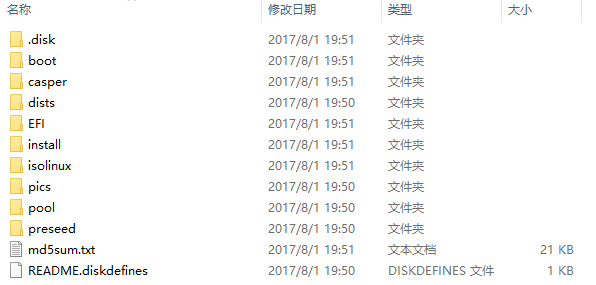 名称 修改日期 类型 大小
.disk 2017/8/1 19:51 文件夹
boot 2017/8/1 19:51 文件夹
casper 2017/8/1 19:51 文件夹
dists 2017/8/1 19:50 文件夹
EFI 2017/8/1 19:51 文件夹
install 2017/8/1 19:51 文件夹
isolinux 2017/8/1 19:51 文件夹
pics 2017/8/1 19:50 文件夹
pool 2017/8/1 19:50 文件夹
preseed 2017/8/1 19:50 文件夹
md5sum.txt 2017/8/1 19:51 文本文档 21 KB
README.diskdefines 2017/8/1 19:50 DISKDEFINES 文件 1 KB